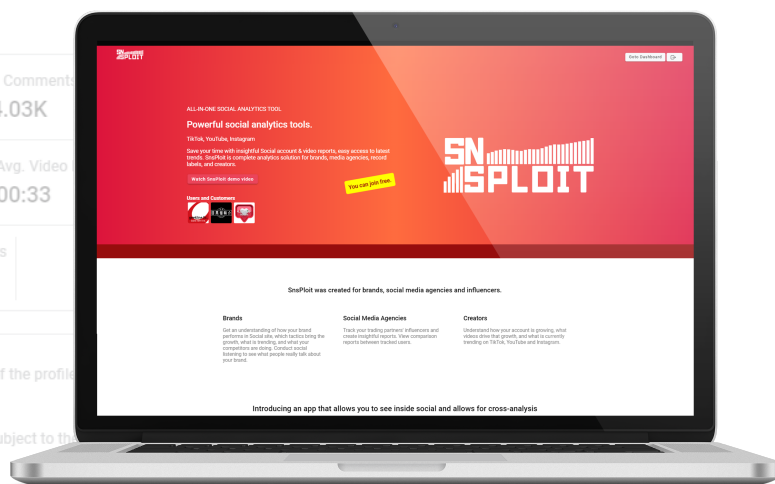 Comments
4.03K
Avg. Video
00:33
s
of the profile
subject to the
SN
SPLOIT
Goto Dashboard
ALL-IN-ONE SOCIAL ANALYTICS TOOL
Powerful social analytics tools.
TikTok, YouTube, Instagram
Save your time with insightful Social account & video reports, easy access to latest
trends. SnsPloit is complete analytics solution for brands, media agencies, record
labels, and creators.
Watch SnsPloit demo video
You can join free.
Users and Customers
SN
SPLOIT
SnsPloit was created for brands, social media agencies and influencers.
Brands
Get an understanding of how your brand
performs in Social site, which tactics bring the
growth, what is trending, and what your
competitors are doing. Conduct social
listening to see what people really talk about
your brand.
Social Media Agencies
Track your trading partners' influencers and
create insightful reports. View comparison
reports between tracked users.
Creators
Understand how your account is growing, what
videos drive that growth, and what is currently
trending on TikTok, YouTube and Instagram.
Introducing an app that allows you to see inside social and allows for cross-analysis